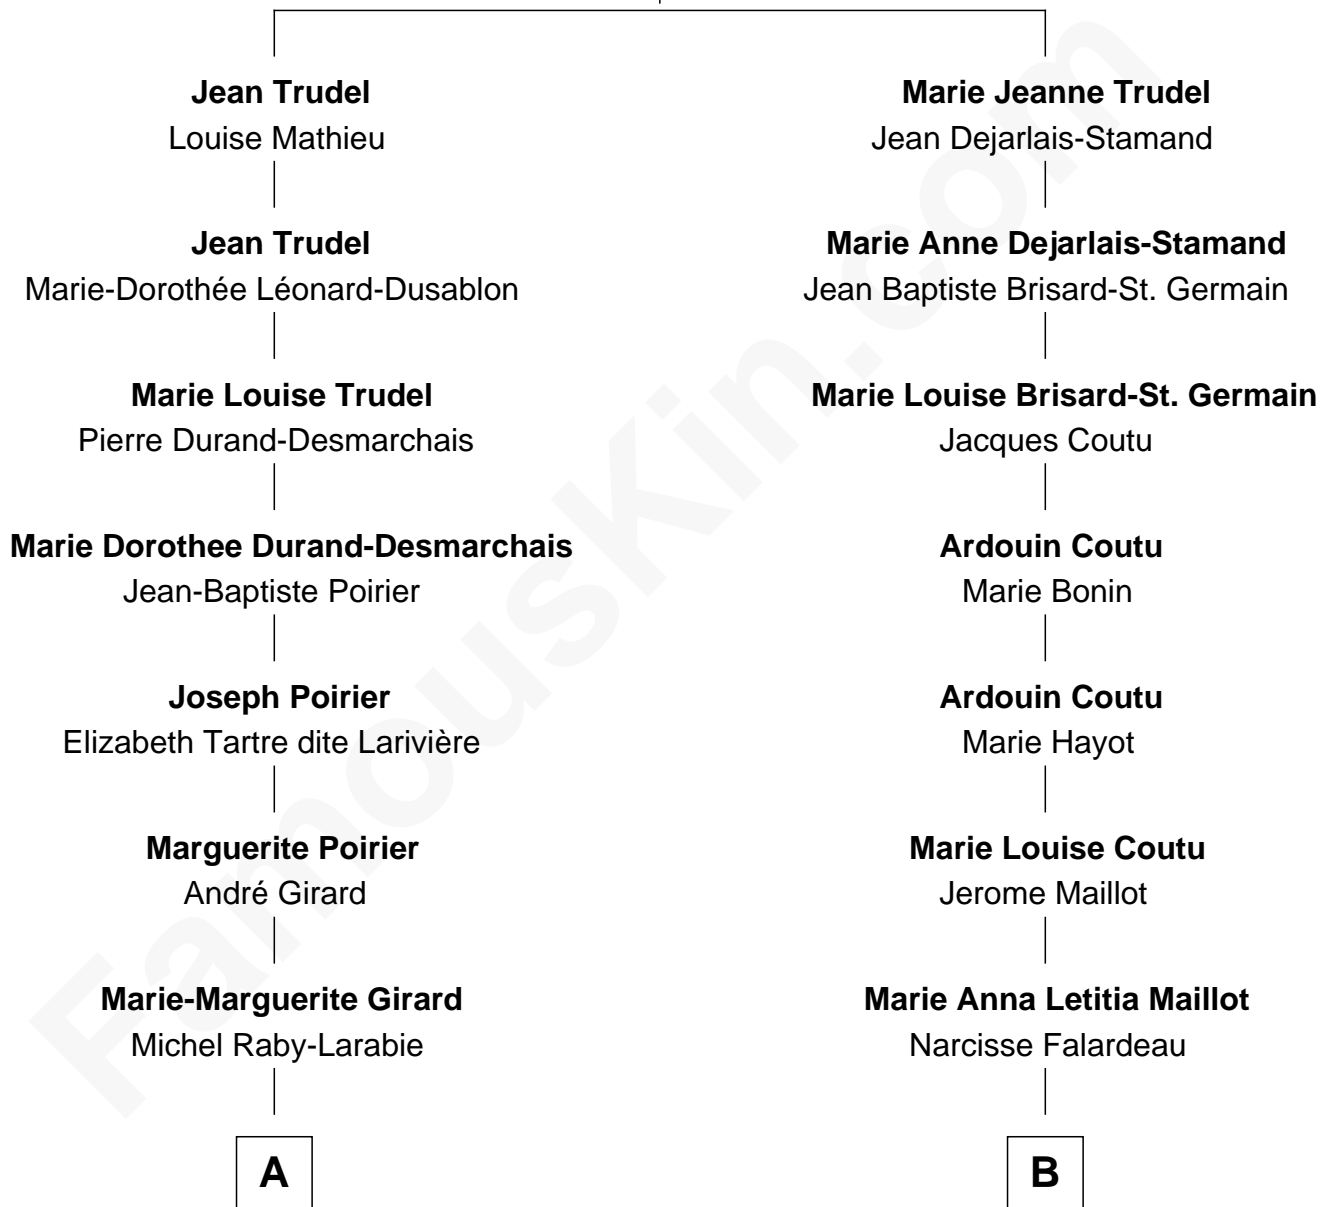 Jean Trudel
Louise Mathieu
Jean Trudel
Marie-Dorothée Léonard-Dusablon
Marie Louise Trudel
Pierre Durand-Desmarchais
Marie Dorothee Durand-Desmarchais
Jean-Baptiste Poirier
Joseph Poirier
Elizabeth Tartre dite Larivière
Marguerite Poirier
André Girard
Marie-Marguerite Girard
Michel Raby-Larabie
A
Marie Jeanne Trudel
Jean Dejarlais-Stamand
Marie Anne Dejarlais-Stamand
Jean Baptiste Brisard-St. Germain
Marie Louise Brisard-St. Germain
Jacques Coutu
Ardouin Coutu
Marie Bonin
Ardouin Coutu
Marie Hayot
Marie Louise Coutu
Jerome Maillot
Marie Anna Letitia Maillot
Narcisse Falardeau
B
FamousKin.com